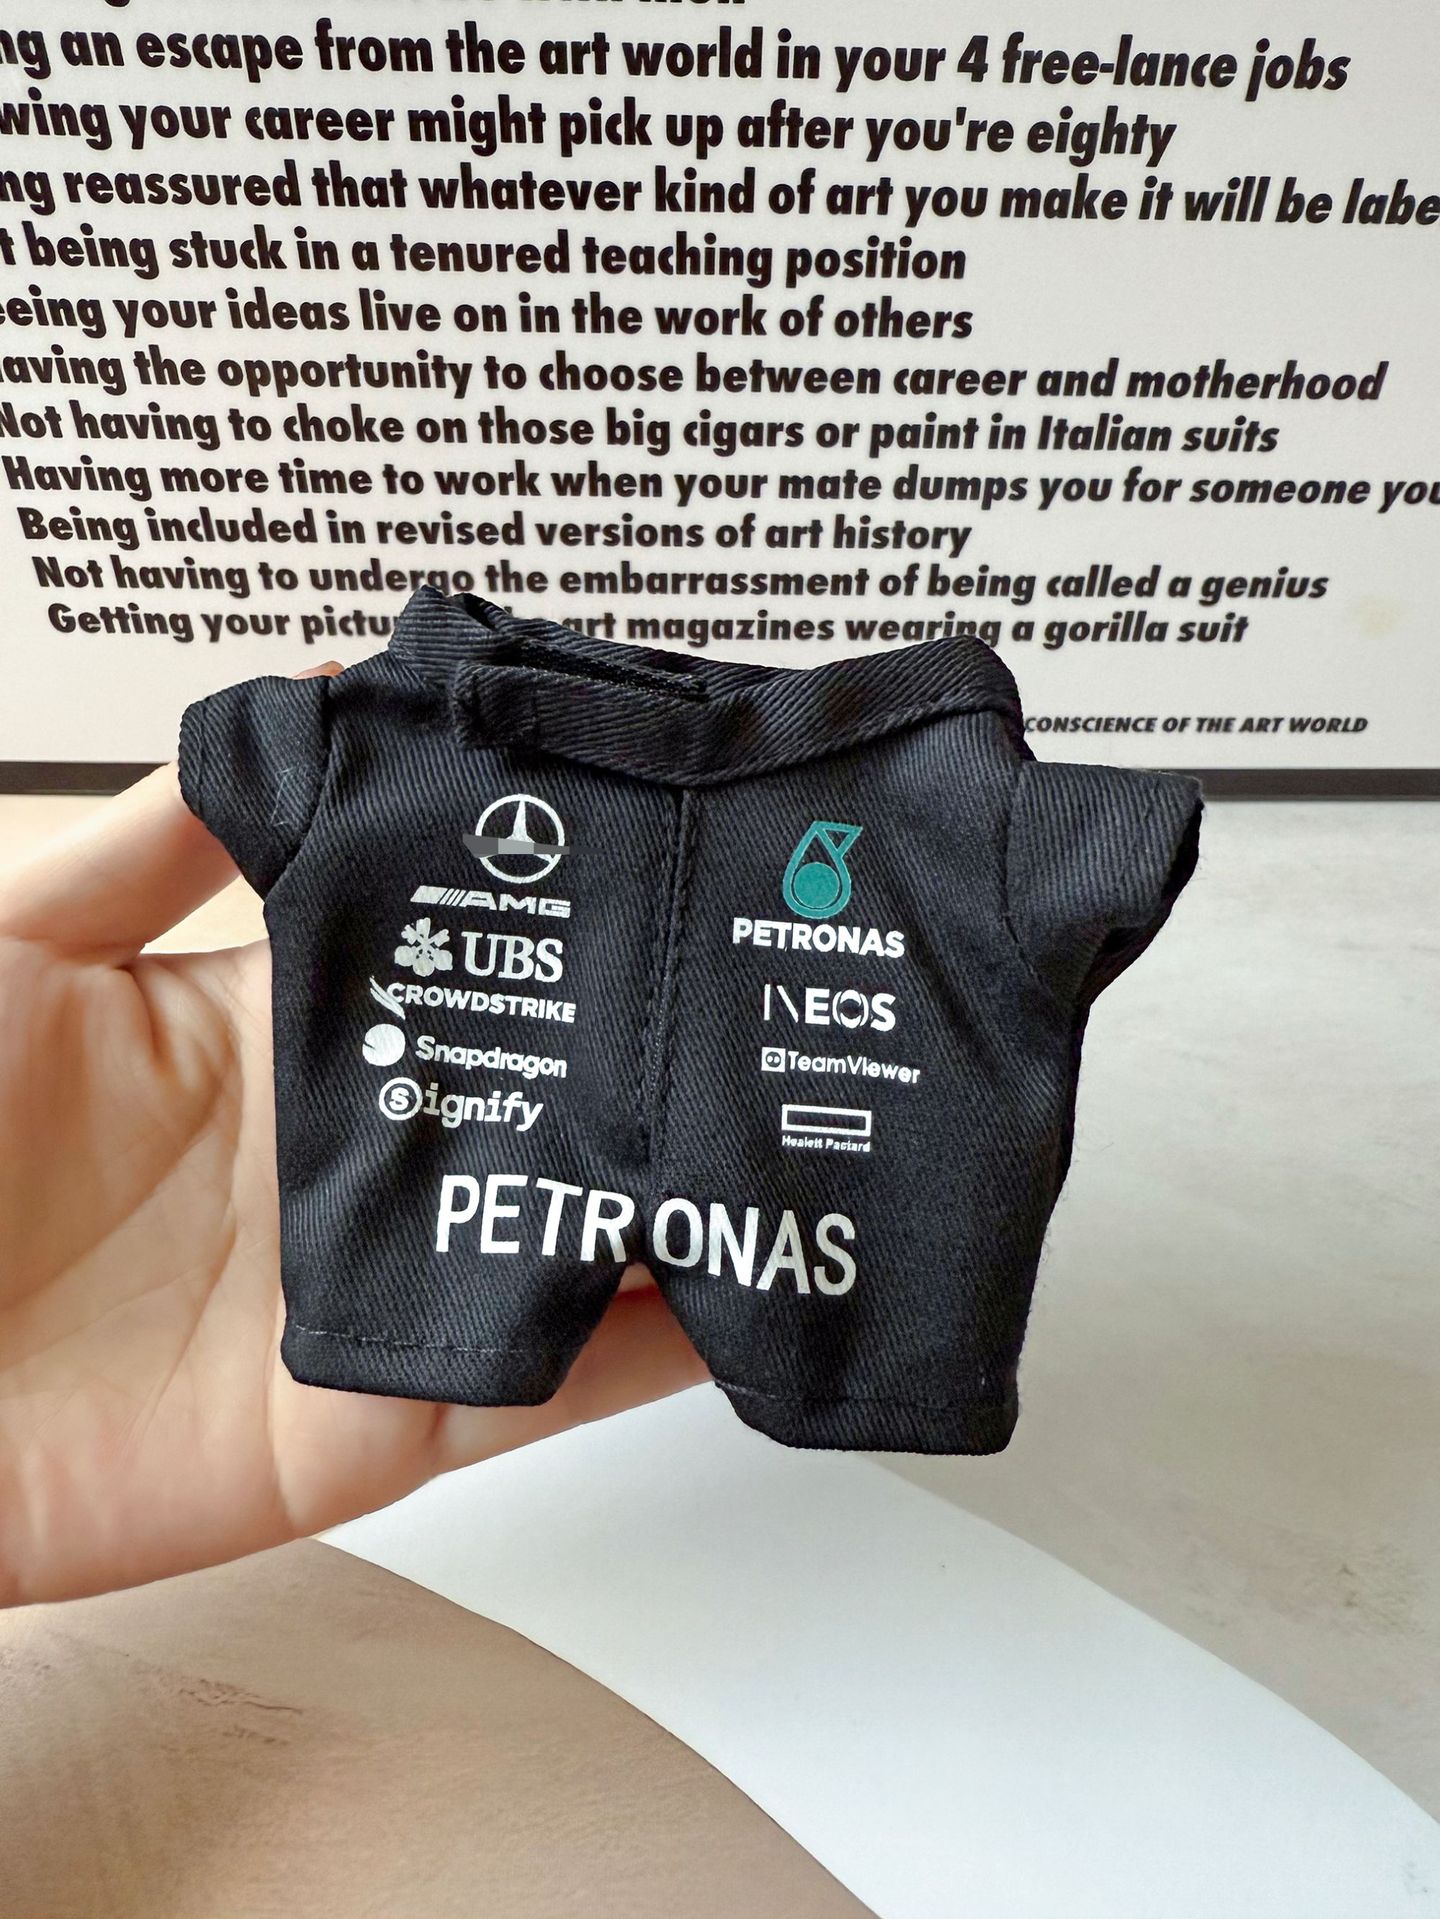 an escape from the art world in your 4 free-lance jobs
your career might pick up after you're eighty
reassured that whatever kind of art you make it will be labe
being stuck in a tenured teaching position
eeing your ideas live on in the work of others
aving the opportunity to choose between career and motherhood
Not having to choke on those big cigars or paint in Italian suits
Having more time to work when your mate dumps you for someone you
Being included in revised versions of art history
Not having to undergo the embarrassment of being called a genius
Getting your pictu art magazines wearing a gorilla suit
CONSCIENCE OF THE ART WORLD
AMG
UBS
CROWDSTRIKE
Snapdragon
Signify
PETRONAS
INEOS
TeamViewer
Hewlett Packard
PETRONAS